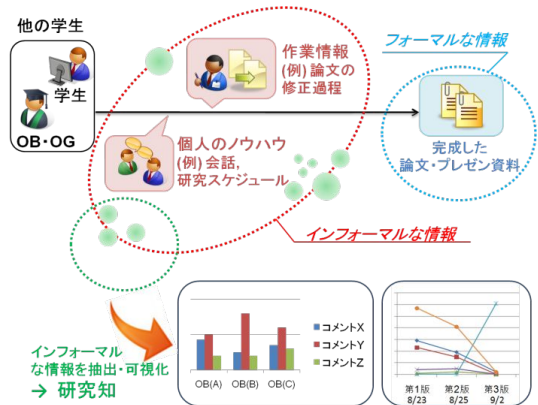 他の学生
学生
OB・OG
作業情報
(例) 論文の
修正過程
フォーマルな情報
個人のノウハウ
(例) 会話,
研究スケジュール
完成した
論文・プレゼン資料
インフォーマルな情報
インフォーマル
な情報を抽出・可視化
→ 研究知
コメントX
コメントY
コメントZ
OB(A) OB(B) OB(C)
第1版 第2版 第3版
8/23 8/25 9/2